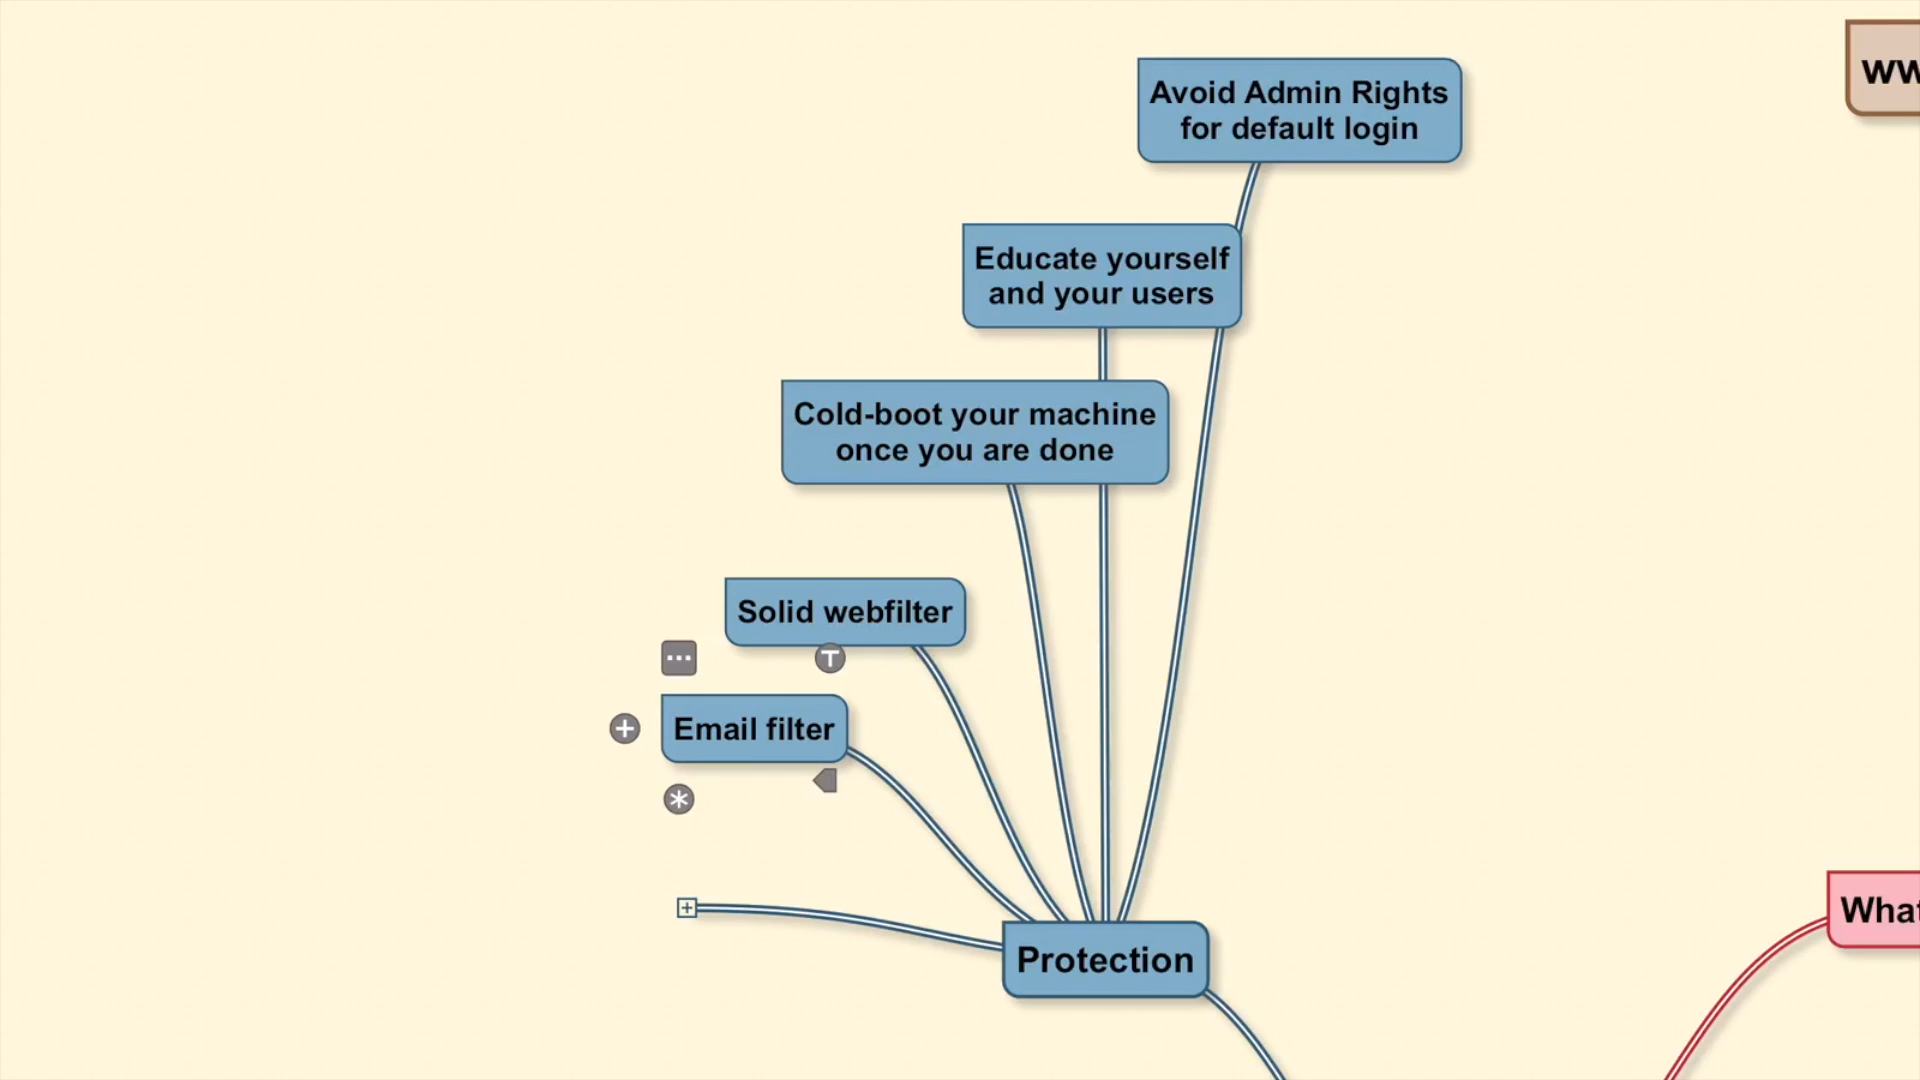 Avoid Admin Rights
for default login
Educate yourself
and your users
Cold-boot your machine
once you are done
Solid webfilter
Email filter
Protection